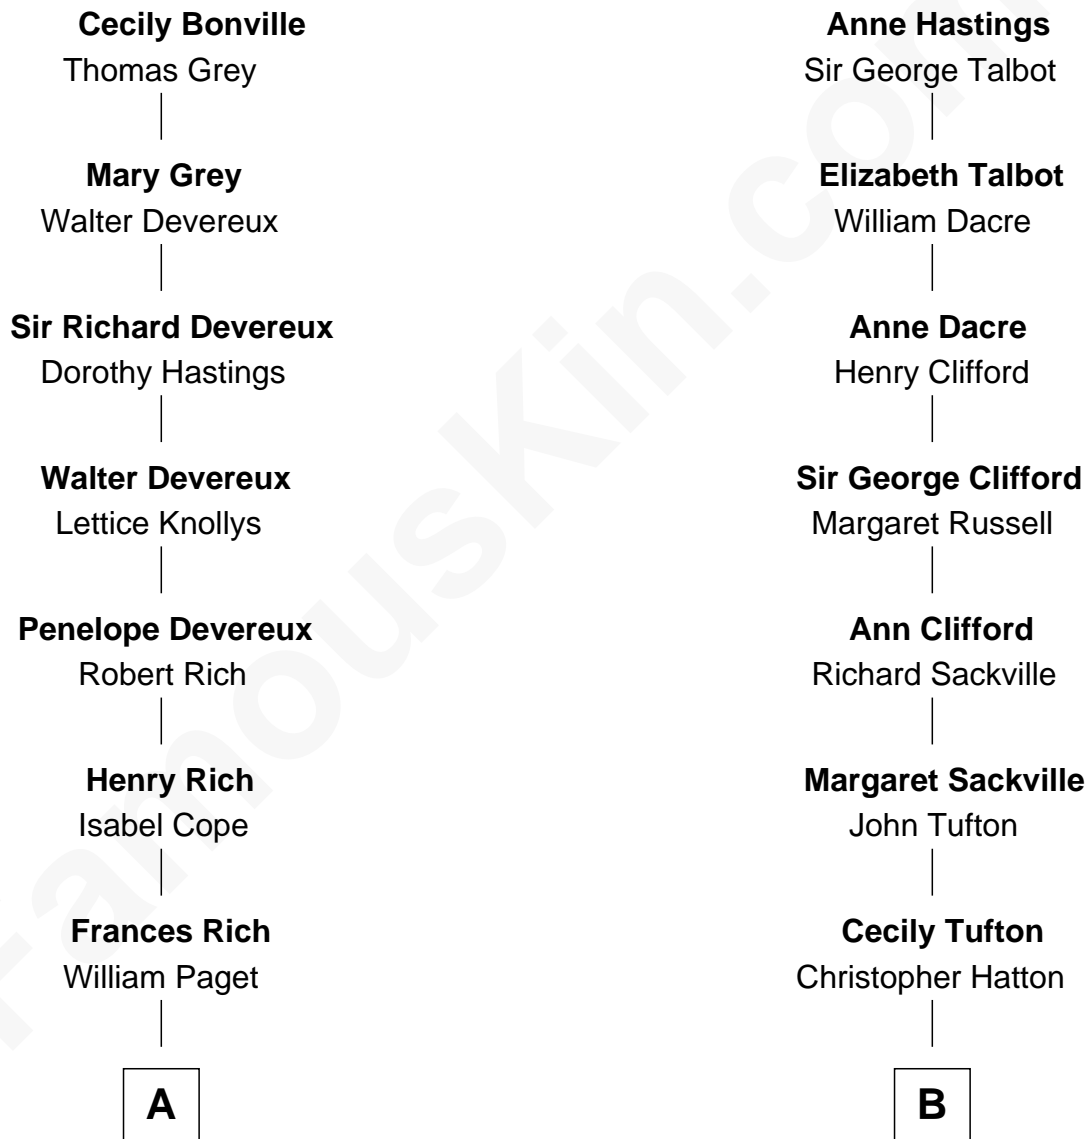 Cecily Bonville
Thomas Grey
Mary Grey
Walter Devereux
Sir Richard Devereux
Dorothy Hastings
Walter Devereux
Lettice Knollys
Penelope Devereux
Robert Rich
Henry Rich
Isabel Cope
Frances Rich
William Paget
A
Anne Hastings
Sir George Talbot
Elizabeth Talbot
William Dacre
Anne Dacre
Henry Clifford
Sir George Clifford
Margaret Russell
Ann Clifford
Richard Sackville
Margaret Sackville
John Tufton
Cecily Tufton
Christopher Hatton
B
FamousKin.com